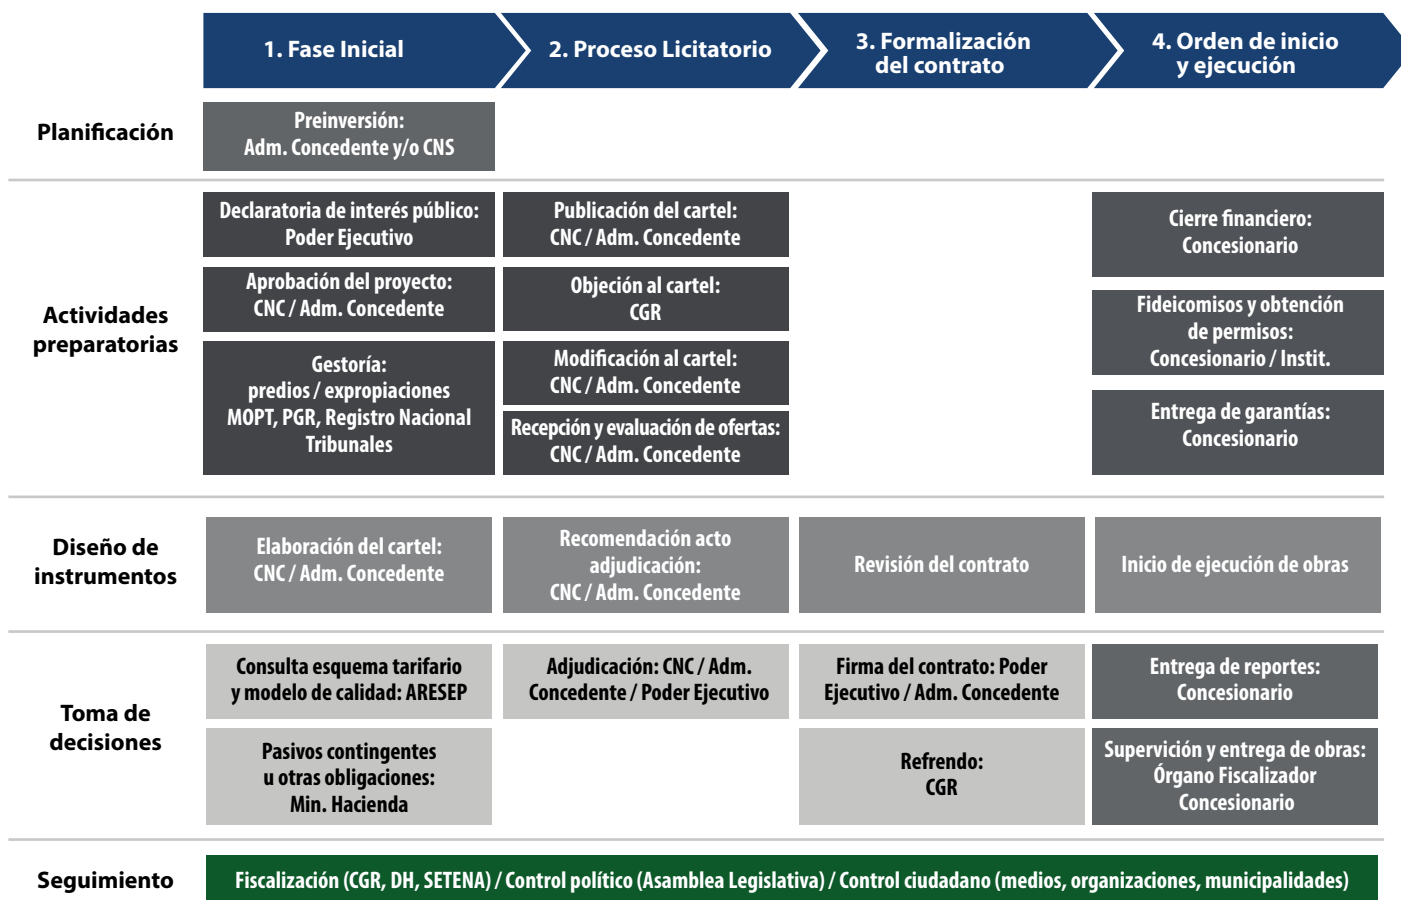 1. Fase Inicial
2. Proceso Licitatorio
3. Formalización
del contrato
4. Orden de inicio
y ejecución
Planificación
Preinversión:
Adm. Concedente y/o CNS
Actividades
preparatorias
Declaratoria de interés público:
Poder Ejecutivo
Aprobación del proyecto:
CNC / Adm. Concedente
Gestoría:
predios / expropiaciones
MOPT, PGR, Registro Nacional
Tribunales
Publicación del cartel:
CNC / Adm. Concedente
Objeción al cartel:
CGR
Modificación al cartel:
CNC / Adm. Concedente
Recepción y evaluación de ofertas:
CNC / Adm. Concedente
Cierre financiero:
Concesionario
Fideicomisos y obtención
de permisos:
Concesionario / Instit.
Entrega de garantías:
Concesionario
Diseño de
instrumentos
Elaboración del cartel:
CNC / Adm. Concedente
Recomendación acto
adjudicación:
CNC / Adm. Concedente
Revisión del contrato
Inicio de ejecución de obras
Toma de
decisiones
Consulta esquema tarifario
y modelo de calidad: ARESEP
Pasivos contingentes
u otras obligaciones:
Min. Hacienda
Adjudicación: CNC / Adm.
Concedente / Poder Ejecutivo
Firma del contrato: Poder
Ejecutivo / Adm. Concedente
Refrendo:
CGR
Entrega de reportes:
Concesionario
Supervisión y entrega de obras:
Órgano Fiscalizador
Concesionario
Seguimiento
Fiscalización (CGR, DH, SETENA) / Control político (Asamblea Legislativa) / Control ciudadano (medios, organizaciones, municipalidades)